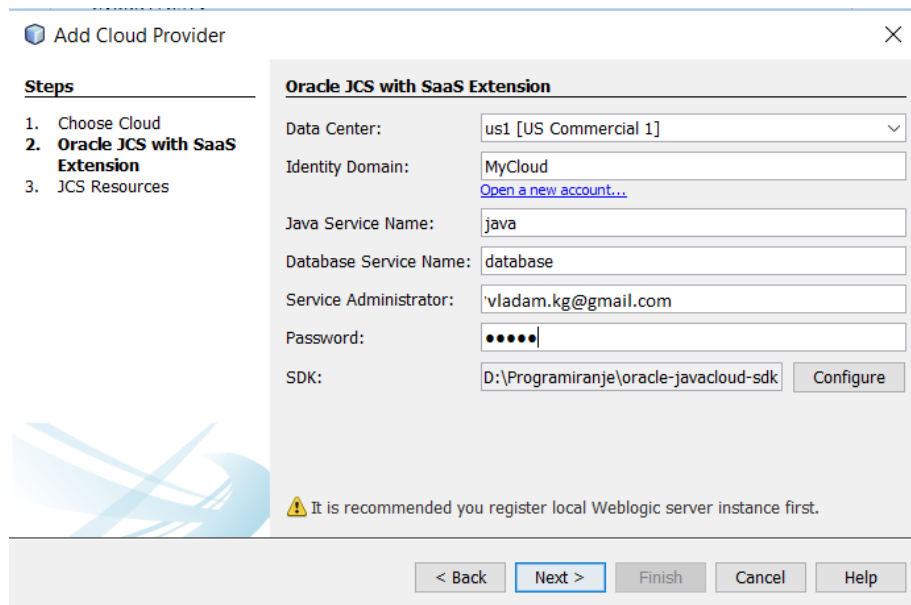 Add Cloud Provider
Steps
1. Choose Cloud
2. Oracle JCS with SaaS
Extension
3. JCS Resources
Oracle JCS with SaaS Extension
Data Center: us1 [US Commercial 1]
Identity Domain: MyCloud
Open a new account...
Java Service Name: java
Database Service Name: database
Service Administrator: 'vladam.kg@gmail.com
Password: ●●●●●
SDK: D:\Programiranje\oracle-javacloud-sdk Configure
It is recommended you register local Weblogic server instance first.
< Back Next > Finish Cancel Help